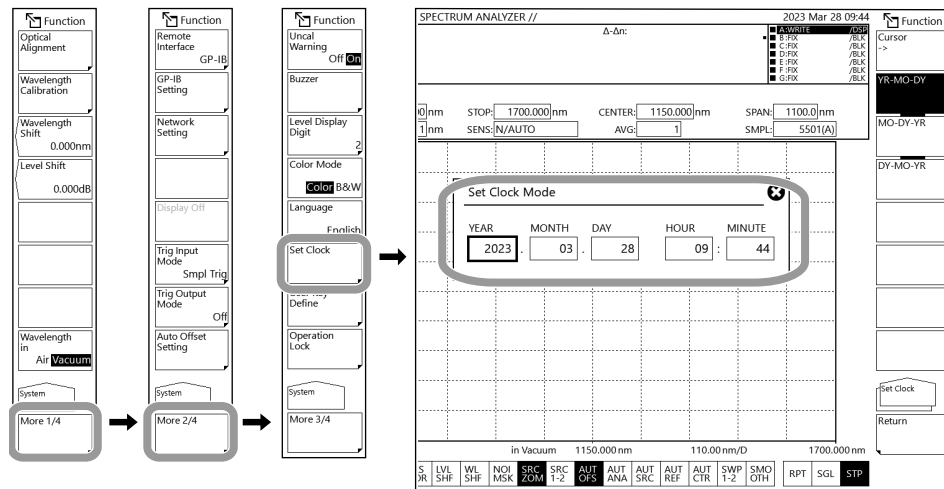 Function
Optical
Alignment
Wavelength
Calibration
Wavelength
Shift
0.000nm
Level Shift
0.000dB
Wavelength
in
Air Vacuum
System
More 1/4
Function
Remote
Interface
GP-IB
GP-IB
Setting
Network
Setting
Display Off
Trig Input
Mode
Smpl Trig
Trig Output
Mode
Off
Auto Offset
Setting
System
More 2/4
Function
Uncal
Warning
Off On
Buzzer
Level Display
Digit
2
Color Mode
Color B&W
Language
English
Set Clock
User Key
Define
Operation
Lock
System
More 3/4
SPECTRUM ANALYZER // 2023 Mar 28 09:44
Δ-Δn:
A:WRITE /DSP
B :FIX /BLK
C:FIX /BLK
D:FIX /BLK
E :FIX /BLK
F :FIX /BLK
G:FIX /BLK
nm STOP: 1700.000 nm CENTER: 1150.000 nm SPAN: 1100.0 nm
nm SENS: N/AUTO AVG: 1 SMPL: 5501(A)
Set Clock Mode
YEAR MONTH DAY HOUR MINUTE
2023 . 03 . 28 09 : 44
in Vacuum 1150.000 nm 110.00 nm/D 1700.000 nm
LVL
SHF
WL
SHF
NOI
MSK
SRC
ZOM
SRC
1-2
AUT
OFS
AUT
ANA
AUT
SRC
AUT
REF
AUT
CTR
SWP
1-2
SMO
OTH
RPT
SGL
STP
Function
Cursor
->
YR-MO-DY
MO-DY-YR
DY-MO-YR
Set Clock
Return